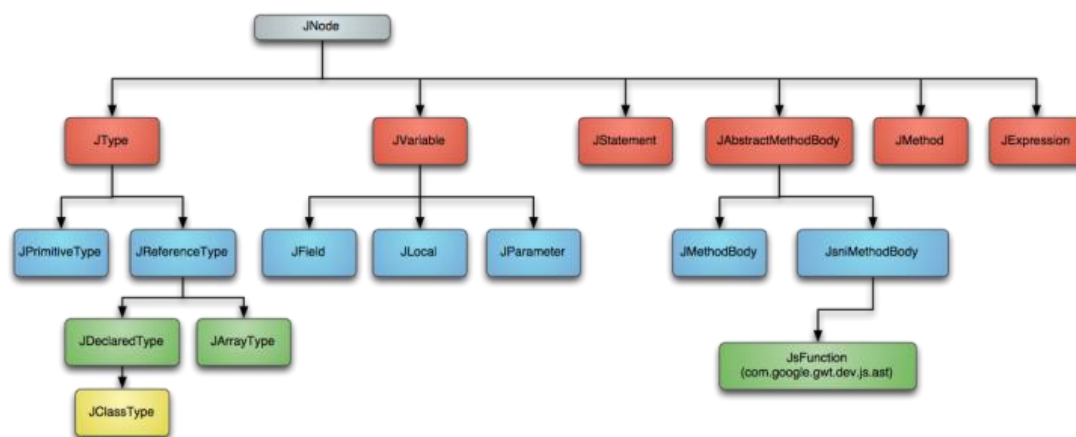 JNode
JType
JVariable
JStatement
JAbstractMethodBody
JMethod
JExpression
JPrimitiveType
JReferenceType
JField
JLocal
JParameter
JMethodBody
JsniMethodBody
JDeclaredType
JArrayType
JsFunction
(com.google.gwt.dev.js.ast)
JClassType